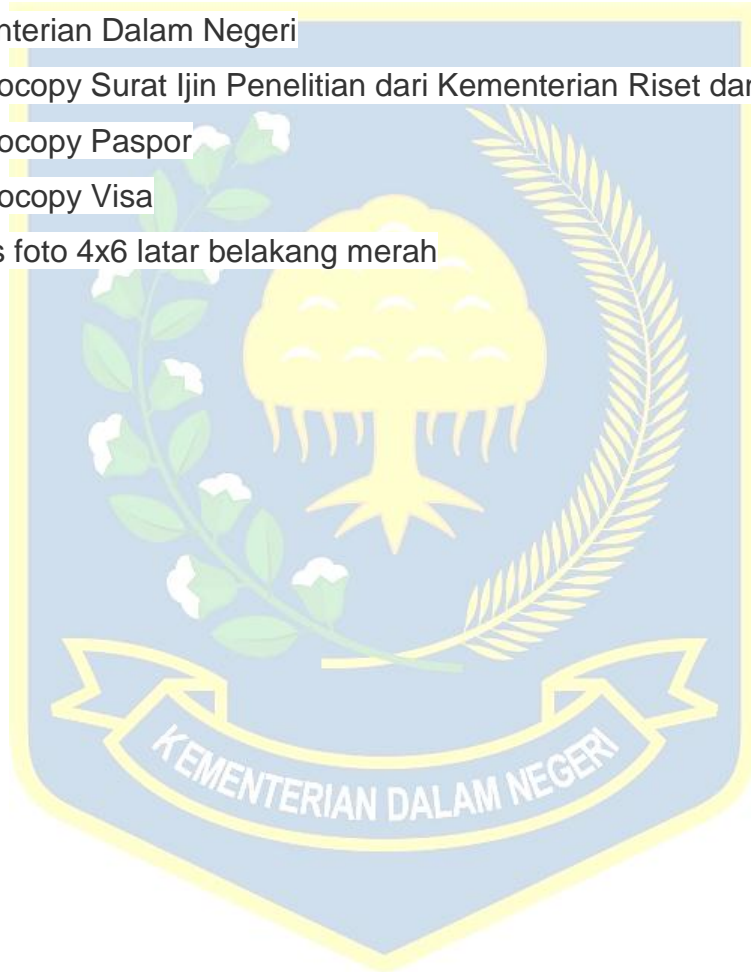 nterian Dalam Negeri
ocopy Surat Ijin Penelitian dari Kementerian Riset dan
ocopy Paspor
ocopy Visa
s foto 4x6 latar belakang merah
KEMENTERIAN DALAM NEGERI